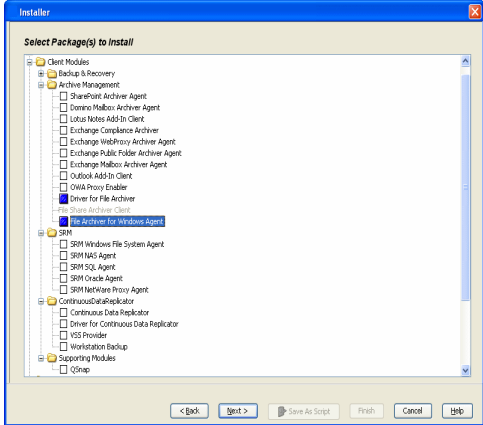 Installer
Select Package(s) to Install
Client Modules
Backup & Recovery
Archive Management
SharePoint Archiver Agent
Domino Mailbox Archiver Agent
Lotus Notes Add-In Client
Exchange Compliance Archiver
Exchange WebProxy Archiver Agent
Exchange Public Folder Archiver Agent
Exchange Mailbox Archiver Agent
Outlook Add-In Client
OWA Proxy Enabler
Driver for File Archiver
File Share Archiver Client
File Archiver for Windows Agent
SRM
SRM Windows File System Agent
SRM NAS Agent
SRM SQL Agent
SRM Oracle Agent
SRM NetWare Proxy Agent
ContinuousDataReplicator
Continuous Data Replicator
Driver for Continuous Data Replicator
VSS Provider
Workstation Backup
Supporting Modules
QSnap
< Back Next > Save As Script Finish Cancel Help